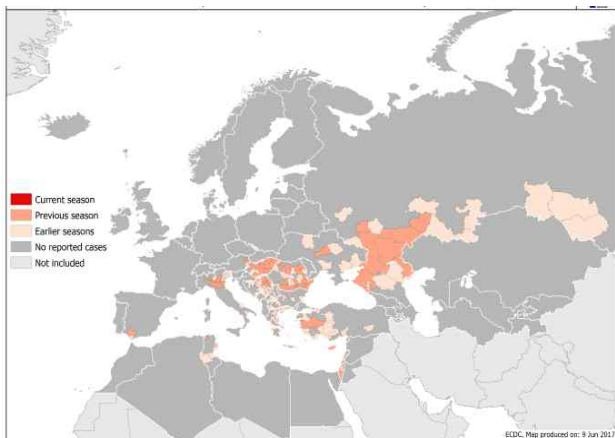 Current season
Previous season
Earlier seasons
No reported cases
Not included
ECDC. Map produced on: 9 Jun 2017